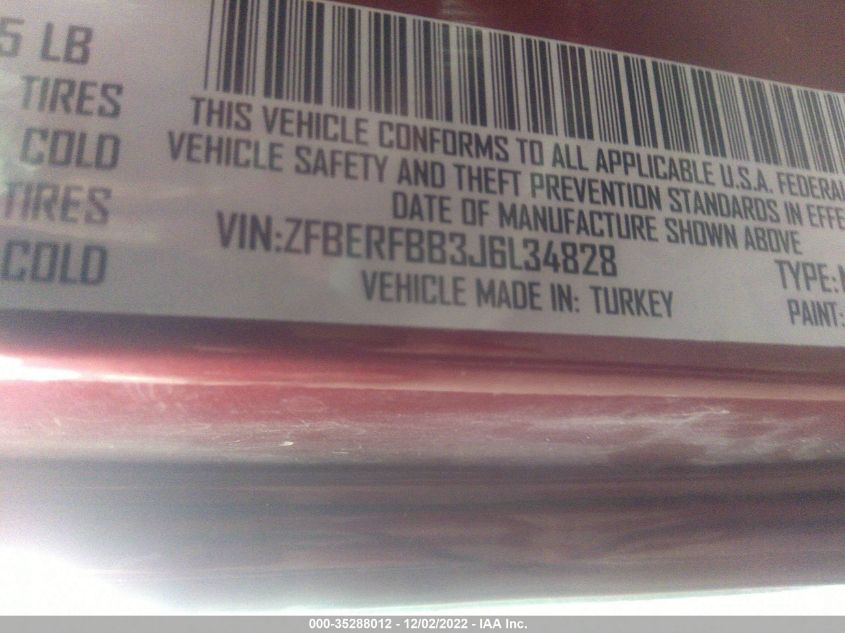 5 LB
TIRES
COLD
TIRES
COLD
THIS VEHICLE CONFORMS TO ALL APPLICABLE U.S.A. FEDERAL
VEHICLE SAFETY AND THEFT PREVENTION STANDARDS IN EFFE
DATE OF MANUFACTURE SHOWN ABOVE
VIN:ZFBERFBB3J6L34828
TYPE:
VEHICLE MADE IN: TURKEY
PAINT:
000-35288012 - 12/02/2022 - IAA Inc.